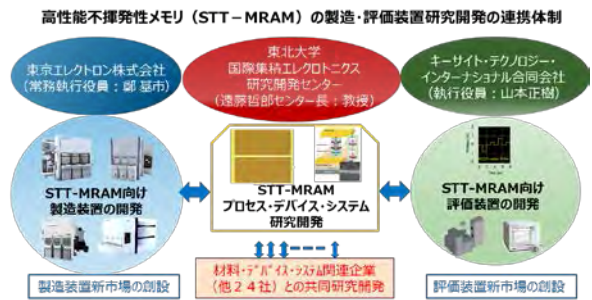 高性能不揮発性メモリ（STT－MRAM）の製造・評価装置研究開発の連携体制
東京エレクトロン株式会社
（常務執行役員：鄭 基市）
東北大学
国際集積エレクトロニクス
研究開発センター
（遠藤哲郎センター長：教授）
キーサイト・テクノロジー・
インターナショナル合同会社
（執行役員：山本正樹）
STT-MRAM向け
製造装置の開発
STT-MRAM
プロセス・デバイス・システム
研究開発
STT-MRAM向け
評価装置の開発
製造装置新市場の創設
材料・ﾃﾞﾊﾞｲｽ・ｼｽﾃﾑ関連企業
（他２４社）との共同研究開発
評価装置新市場の創設